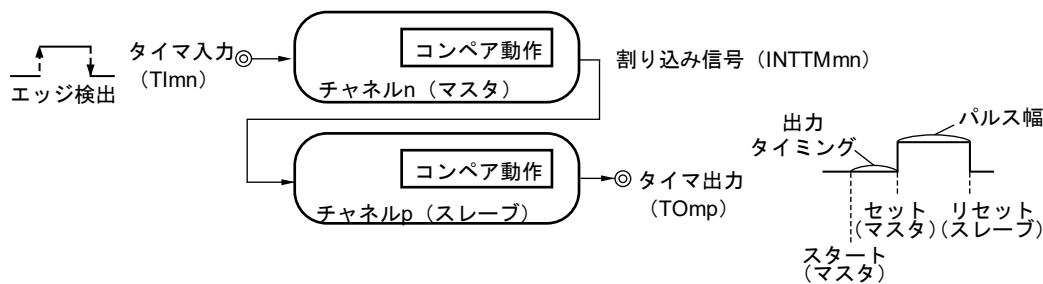 エッジ検出
タイマ入力
(TImn)
コンペア動作
チャネルn（マスタ）
割り込み信号（INTTMmn）
コンペア動作
チャネルp（スレーブ）
タイマ出力
(TOmp)
出力
タイミング
パルス幅
セット
(マスタ)
リセット
(スレーブ)
スタート
(マスタ)